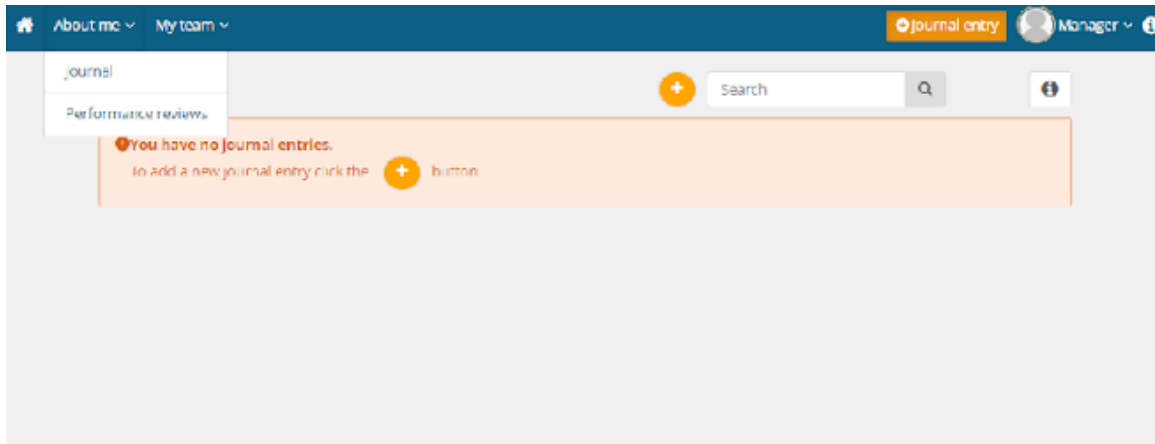 About me My team Journal entry Manager
Journal
Search
Performance reviews
You have no journal entries.
To add a new journal entry click the button